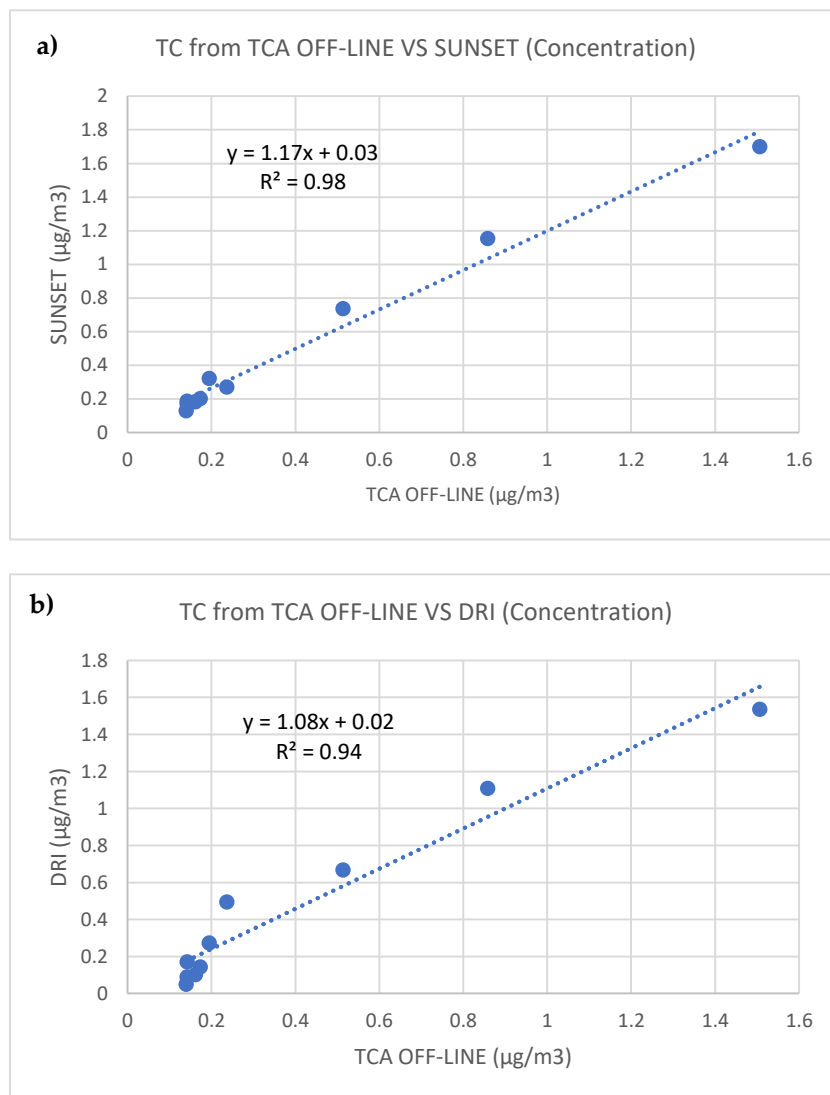 a)
TC from TCA OFF-LINE VS SUNSET (Concentration)
2
1.8
1.6
1.4
1.2
1
0.8
0.6
0.4
0.2
0
SUNSET (µg/m3)
y = 1.17x + 0.03
R² = 0.98
0 0.2 0.4 0.6 0.8 1 1.2 1.4 1.6
TCA OFF-LINE (µg/m3)
b)
TC from TCA OFF-LINE VS DRI (Concentration)
1.8
1.6
1.4
1.2
1
0.8
0.6
0.4
0.2
0
DRI (µg/m3)
y = 1.08x + 0.02
R² = 0.94
0 0.2 0.4 0.6 0.8 1 1.2 1.4 1.6
TCA OFF-LINE (µg/m3)